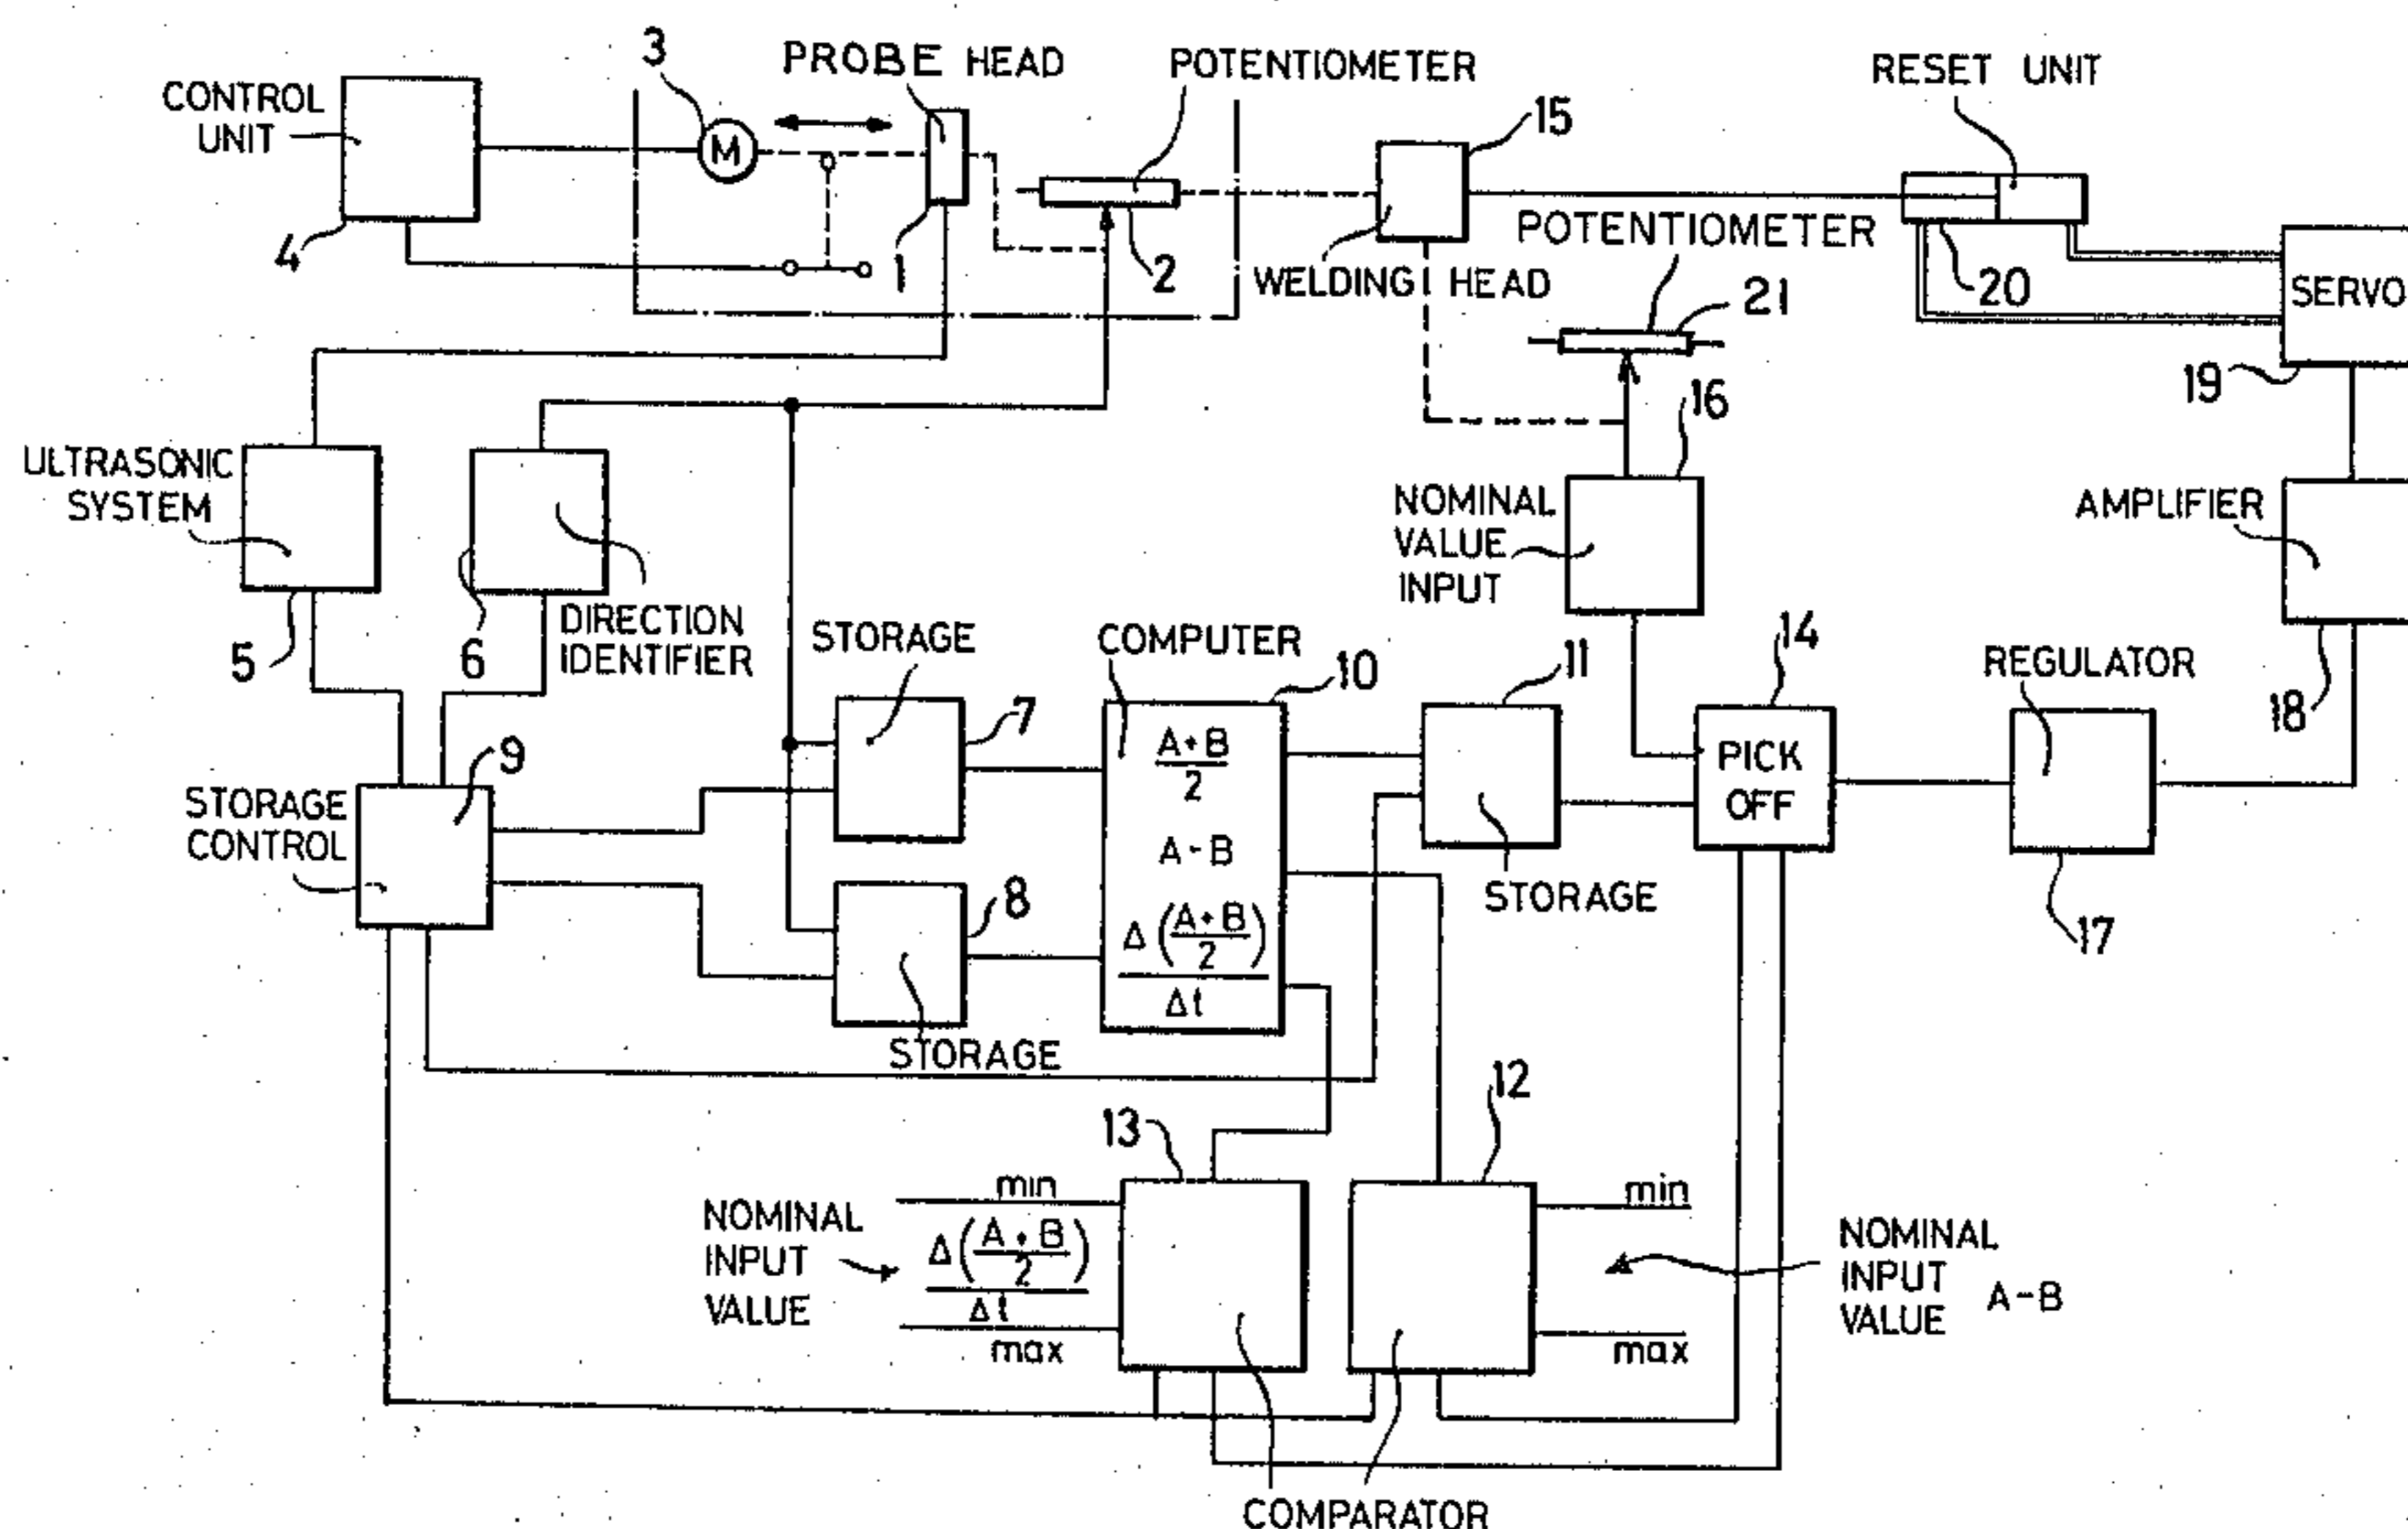 CONTROL
UNIT
4
3
M
PROBE HEAD
1
POTENTIOMETER
2
15
WELDING HEAD
RESET UNIT
20
POTENTIOMETER
21
SERVO
19
ULTRASONIC
SYSTEM
5
6
DIRECTION
IDENTIFIER
NOMINAL
VALUE
INPUT
16
AMPLIFIER
18
STORAGE
7
COMPUTER
10
A+B
2
A-B
Δ(A+B
2)
Δt
11
STORAGE
14
PICK
OFF
REGULATOR
17
STORAGE
CONTROL
9
8
STORAGE
13
12
NOMINAL
INPUT
VALUE
min
Δ(A+B
2)
Δt
max
min
max
NOMINAL
INPUT
VALUE A-B
COMPARATOR